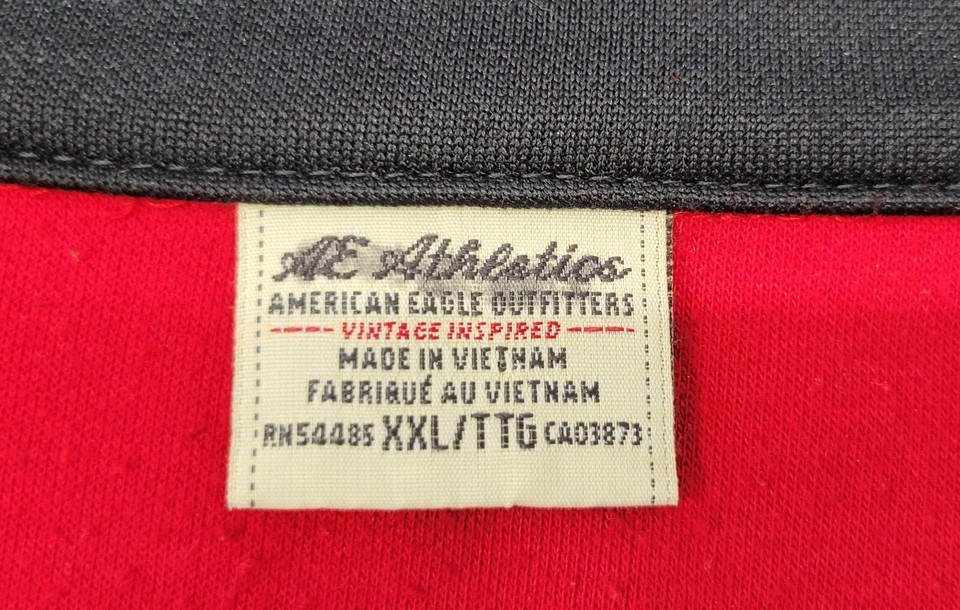 AE Athletics
AMERICAN EAGLE OUTFITTERS
VINTAGE INSPIRED
MADE IN VIETNAM
FABRIQUÉ AU VIETNAM
RN54485 XXL/TTG CA03873